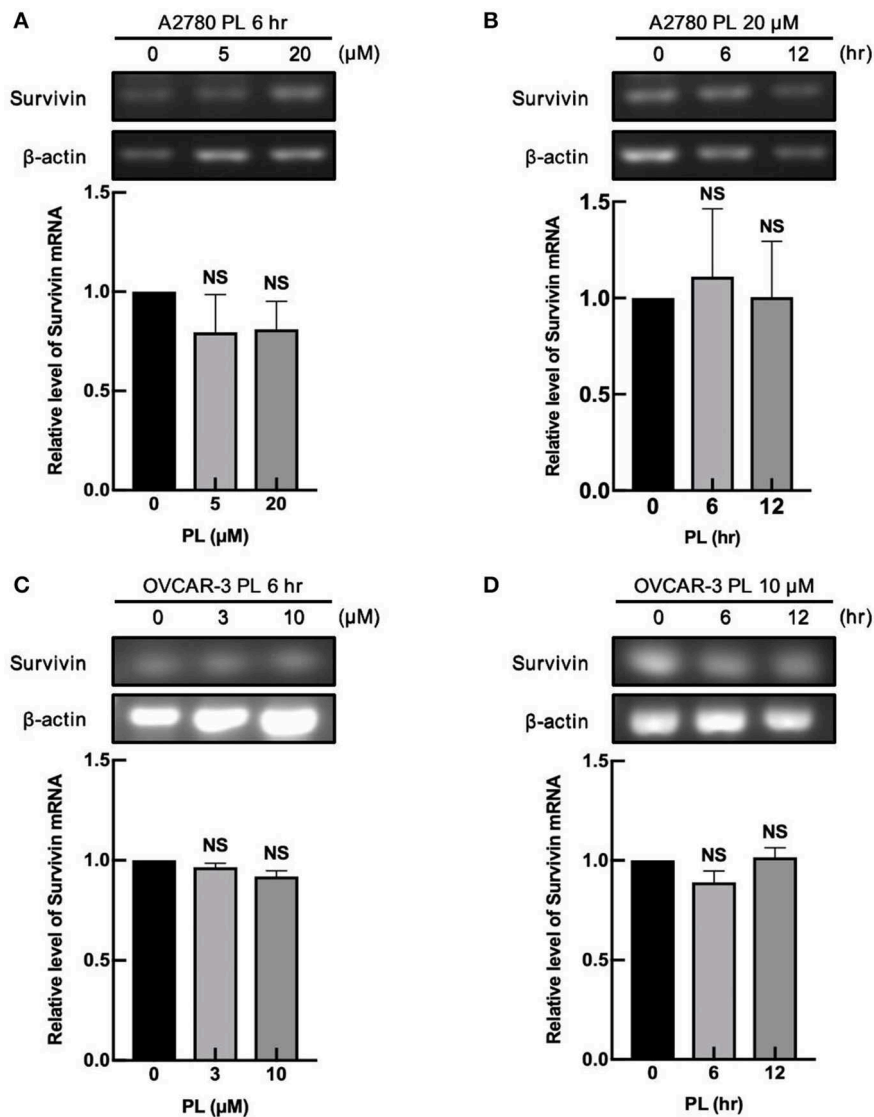 A
A2780 PL 6 hr
0 5 20 (µM)
Survivin
β-actin
Relative level of Survivin mRNA
1.5
1.0
0.5
0.0
NS NS
0 5 20
PL (µM)
B
A2780 PL 20 µM
0 6 12 (hr)
Survivin
β-actin
Relative level of Survivin mRNA
1.5
1.0
0.5
0.0
NS NS
0 6 12
PL (hr)
C
OVCAR-3 PL 6 hr
0 3 10 (µM)
Survivin
β-actin
Relative level of Survivin mRNA
1.5
1.0
0.5
0.0
NS NS
0 3 10
PL (µM)
D
OVCAR-3 PL 10 µM
0 6 12 (hr)
Survivin
β-actin
Relative level of Survivin mRNA
1.5
1.0
0.5
0.0
NS NS
0 6 12
PL (hr)